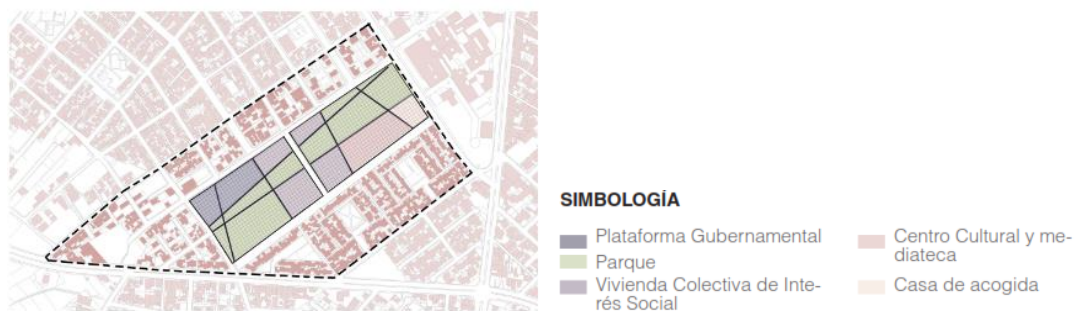 SIMBOLOGÍA
Plataforma Gubernamental
Parque
Vivienda Colectiva de Inte-
rés Social
Centro Cultural y me-
diateca
Casa de acogida